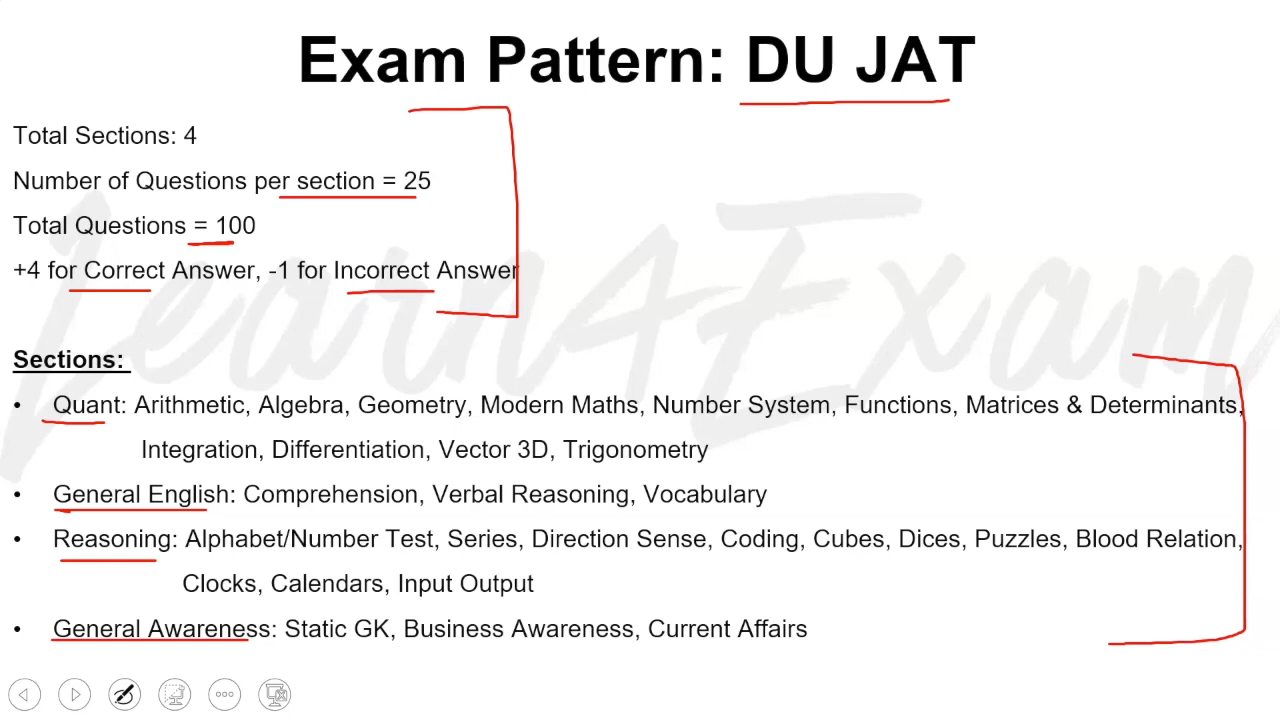 Exam Pattern: DU JAT
Total Sections: 4
Number of Questions per section = 25
Total Questions = 100
+4 for Correct Answer, -1 for Incorrect Answer
Learn4Exam
Sections:
• Quant: Arithmetic, Algebra, Geometry, Modern Maths, Number System, Functions, Matrices & Determinants,
Integration, Differentiation, Vector 3D, Trigonometry
• General English: Comprehension, Verbal Reasoning, Vocabulary
• Reasoning: Alphabet/Number Test, Series, Direction Sense, Coding, Cubes, Dices, Puzzles, Blood Relation,
Clocks, Calendars, Input Output
• General Awareness: Static GK, Business Awareness, Current Affairs